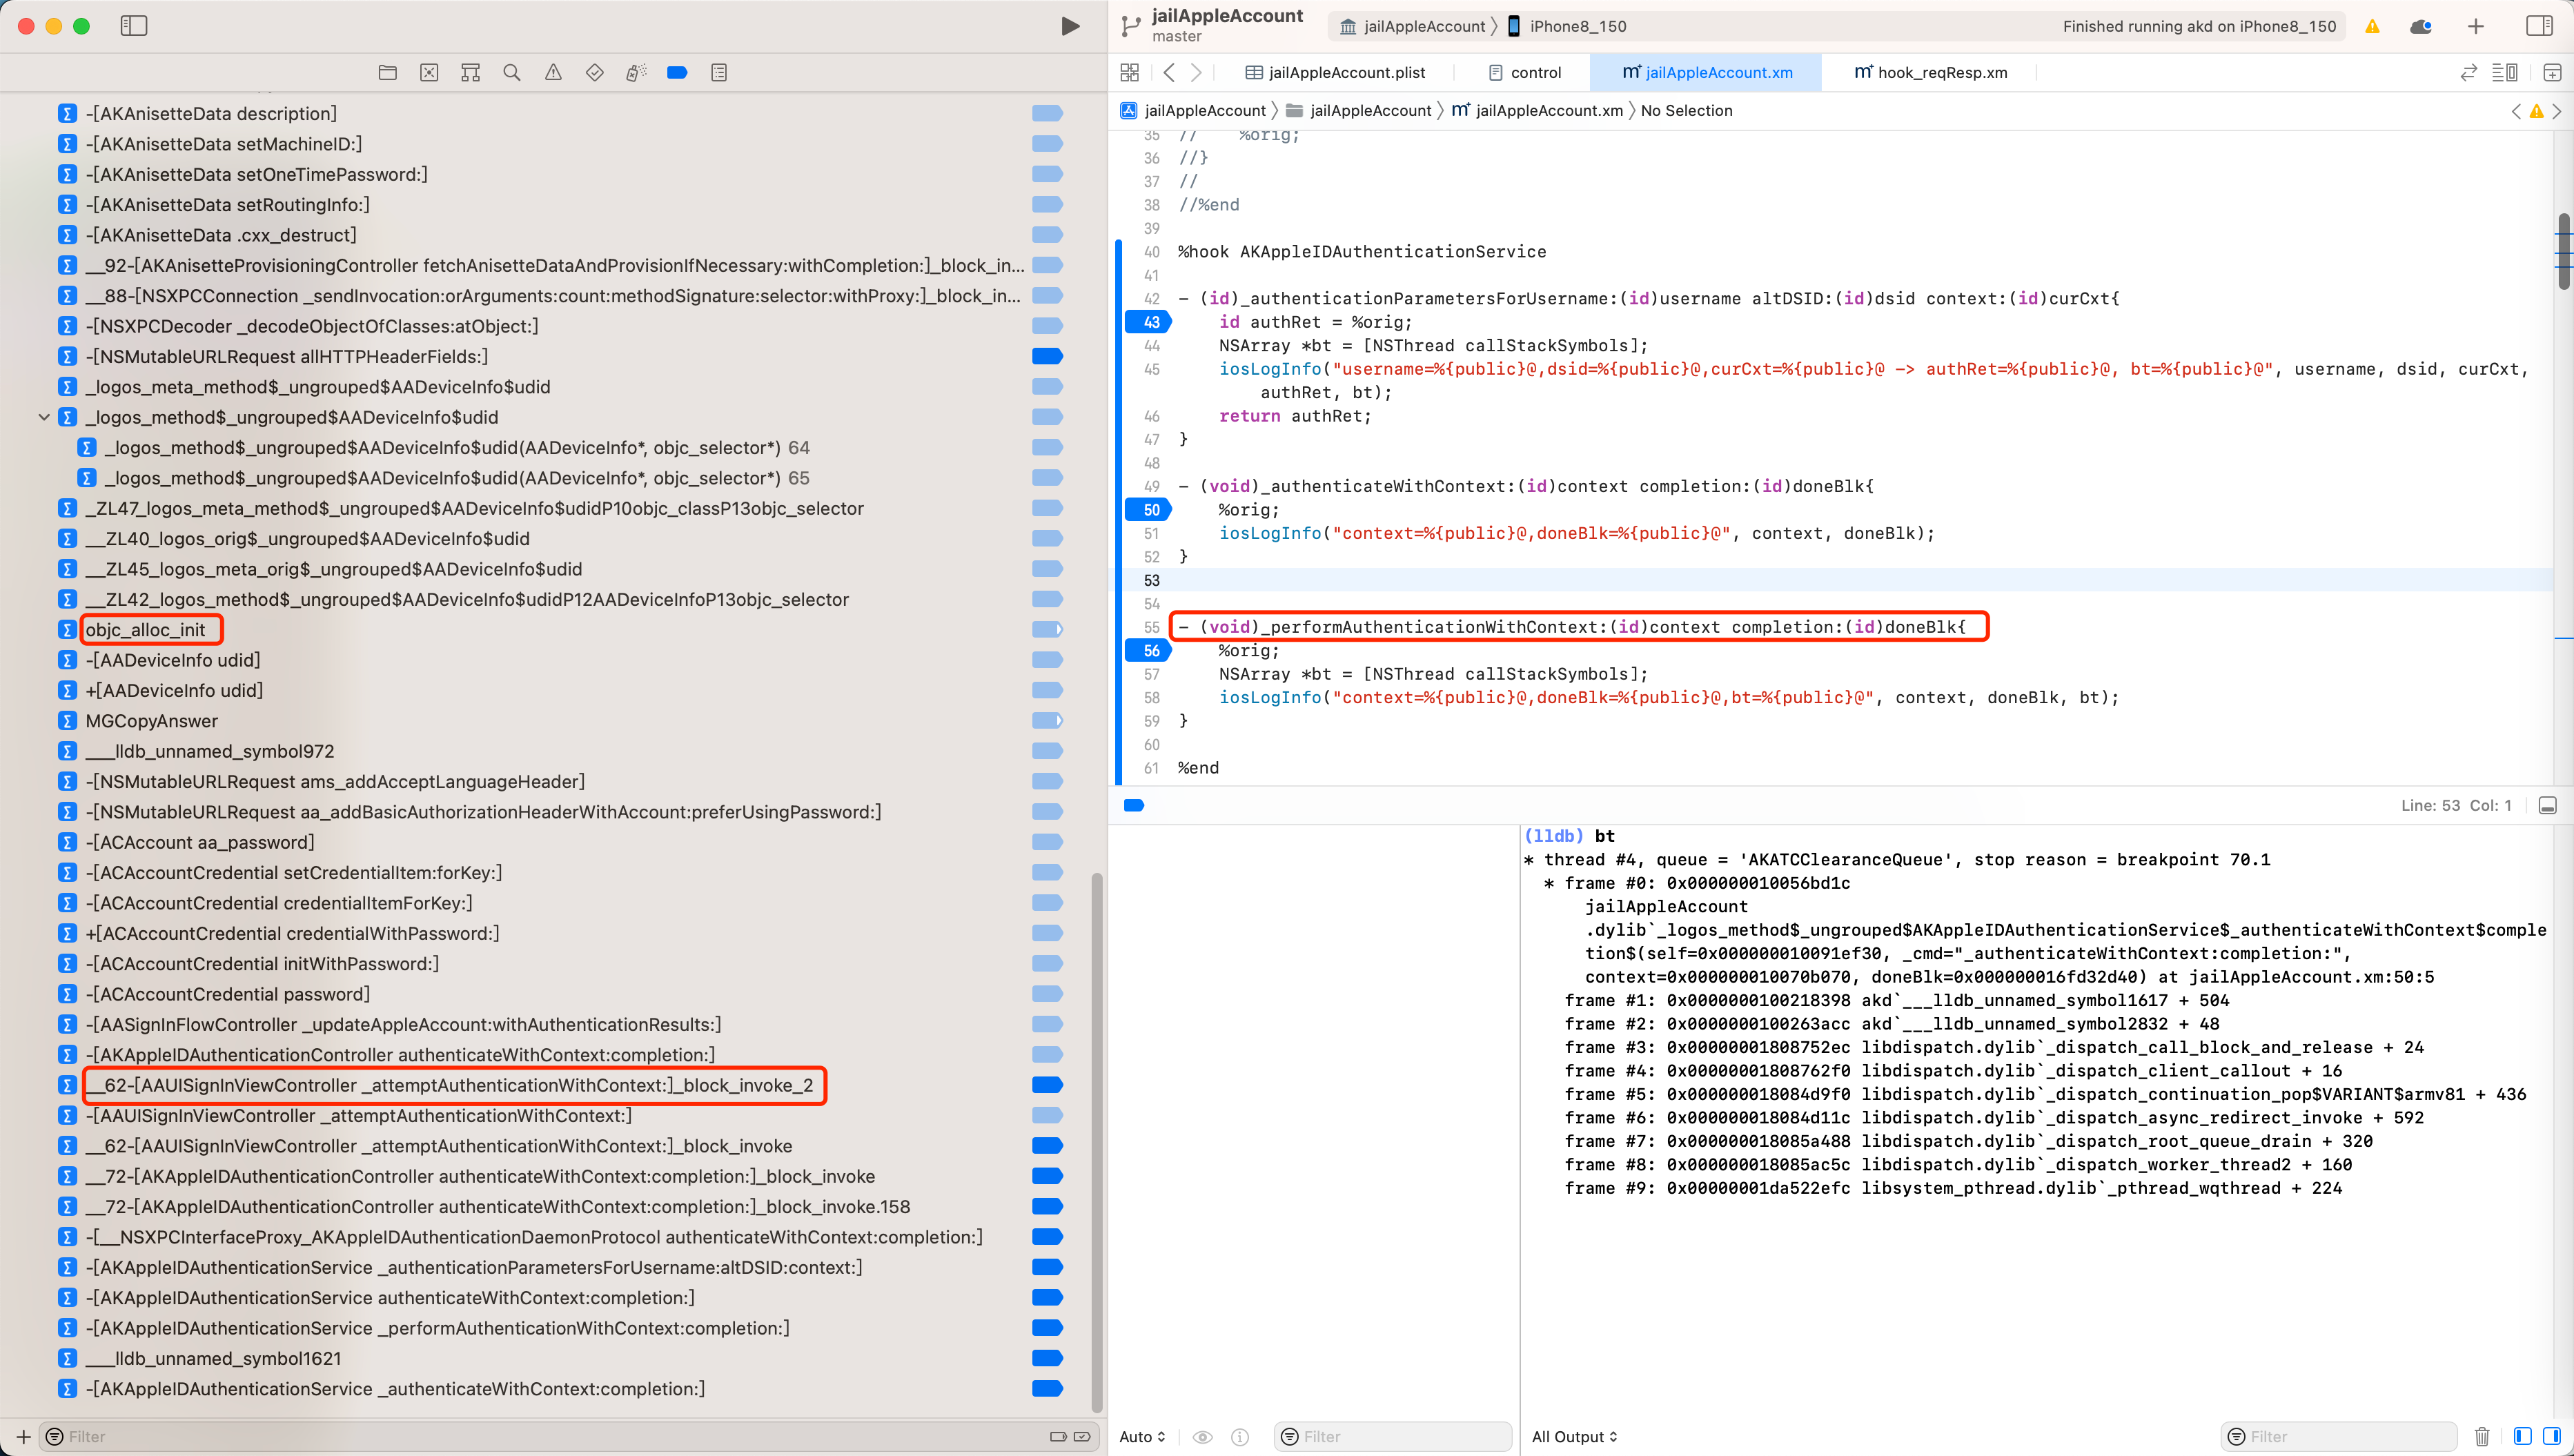 jailAppleAccount
master
jailAppleAccount 〉 iPhone8_150
Finished running akd on iPhone8_150
jailAppleAccount.plist
control
jailAppleAccount.xm
hook_reqResp.xm
jailAppleAccount 〉 jailAppleAccount 〉 jailAppleAccount.xm 〉 No Selection
-[AKAnisetteData description]
-[AKAnisetteData setMachineID:]
-[AKAnisetteData setOneTimePassword:]
-[AKAnisetteData setRoutingInfo:]
-[AKAnisetteData .cxx_destruct]
__92-[AKAnisetteProvisioningController fetchAnisetteDataAndProvisionIfNecessary:withCompletion:]_block_in...
__88-[NSXPCConnection _sendInvocation:orArguments:count:methodSignature:selector:withProxy:]_block_in...
-[NSXPCDecoder _decodeObjectOfClasses:atObject:]
-[NSMutableURLRequest allHTTPHeaderFields:]
_logos_meta_method$_ungrouped$AADeviceInfo$udid
_logos_method$_ungrouped$AADeviceInfo$udid
_logos_method$_ungrouped$AADeviceInfo$udid(AADeviceInfo*, objc_selector*) 64
_logos_method$_ungrouped$AADeviceInfo$udid(AADeviceInfo*, objc_selector*) 65
_ZL47_logos_meta_method$_ungrouped$AADeviceInfo$udidP10objc_classP13objc_selector
__ZL40_logos_orig$_ungrouped$AADeviceInfo$udid
__ZL45_logos_meta_orig$_ungrouped$AADeviceInfo$udid
__ZL42_logos_method$_ungrouped$AADeviceInfo$udidP12AADeviceInfoP13objc_selector
objc_alloc_init
-[AADeviceInfo udid]
+[AADeviceInfo udid]
MGCopyAnswer
___lldb_unnamed_symbol972
-[NSMutableURLRequest ams_addAcceptLanguageHeader]
-[NSMutableURLRequest aa_addBasicAuthorizationHeaderWithAccount:preferUsingPassword:]
-[ACAccount aa_password]
-[ACAccountCredential setCredentialItem:forKey:]
-[ACAccountCredential credentialItemForKey:]
+[ACAccountCredential credentialWithPassword:]
-[ACAccountCredential initWithPassword:]
-[ACAccountCredential password]
-[AASignInFlowController _updateAppleAccount:withAuthenticationResults:]
-[AKAppleIDAuthenticationController authenticateWithContext:completion:]
__62-[AAUISignInViewController _attemptAuthenticationWithContext:]_block_invoke_2
-[AAUISignInViewController _attemptAuthenticationWithContext:]
__62-[AAUISignInViewController _attemptAuthenticationWithContext:]_block_invoke
__72-[AKAppleIDAuthenticationController authenticateWithContext:completion:]_block_invoke
__72-[AKAppleIDAuthenticationController authenticateWithContext:completion:]_block_invoke.158
-[__NSXPCInterfaceProxy_AKAppleIDAuthenticationDaemonProtocol authenticateWithContext:completion:]
-[AKAppleIDAuthenticationService _authenticationParametersForUsername:altDSID:context:]
-[AKAppleIDAuthenticationService authenticateWithContext:completion:]
-[AKAppleIDAuthenticationService _performAuthenticationWithContext:completion:]
___lldb_unnamed_symbol1621
-[AKAppleIDAuthenticationService _authenticateWithContext:completion:]
Filter
35 //    %orig;
36 //}
37 //
38 //%end
39
40 %hook AKAppleIDAuthenticationService
41
42 - (id)_authenticationParametersForUsername:(id)username altDSID:(id)dsid context:(id)curCxt{
43     id authRet = %orig;
44     NSArray *bt = [NSThread callStackSymbols];
45     iosLogInfo("username=%{public}@,dsid=%{public}@,curCxt=%{public}@ -> authRet=%{public}@, bt=%{public}@", username, dsid, curCxt,
authRet, bt);
46     return authRet;
47 }
48
49 - (void)_authenticateWithContext:(id)context completion:(id)doneBlk{
50     %orig;
51     iosLogInfo("context=%{public}@,doneBlk=%{public}@", context, doneBlk);
52 }
53
54
55 - (void)_performAuthenticationWithContext:(id)context completion:(id)doneBlk{
56     %orig;
57     NSArray *bt = [NSThread callStackSymbols];
58     iosLogInfo("context=%{public}@,doneBlk=%{public}@,bt=%{public}@", context, doneBlk, bt);
59 }
60
61 %end
Line: 53 Col: 1
(lldb) bt
* thread #4, queue = 'AKATCClearanceQueue', stop reason = breakpoint 70.1
* frame #0: 0x000000010056bd1c
jailAppleAccount
.dylib`_logos_method$_ungrouped$AKAppleIDAuthenticationService$_authenticateWithContext$comple
tion$(self=0x000000010091ef30, _cmd="_authenticateWithContext:completion:",
context=0x000000010070b070, doneBlk=0x000000016fd32d40) at jailAppleAccount.xm:50:5
frame #1: 0x0000000100218398 akd`___lldb_unnamed_symbol1617 + 504
frame #2: 0x0000000100263acc akd`___lldb_unnamed_symbol2832 + 48
frame #3: 0x00000001808752ec libdispatch.dylib`_dispatch_call_block_and_release + 24
frame #4: 0x00000001808762f0 libdispatch.dylib`_dispatch_client_callout + 16
frame #5: 0x000000018084d9f0 libdispatch.dylib`_dispatch_continuation_pop$VARIANT$armv81 + 436
frame #6: 0x000000018084d11c libdispatch.dylib`_dispatch_async_redirect_invoke + 592
frame #7: 0x000000018085a488 libdispatch.dylib`_dispatch_root_queue_drain + 320
frame #8: 0x000000018085ac5c libdispatch.dylib`_dispatch_worker_thread2 + 160
frame #9: 0x00000001da522efc libsystem_pthread.dylib`_pthread_wqthread + 224
Auto
Filter
All Output
Filter